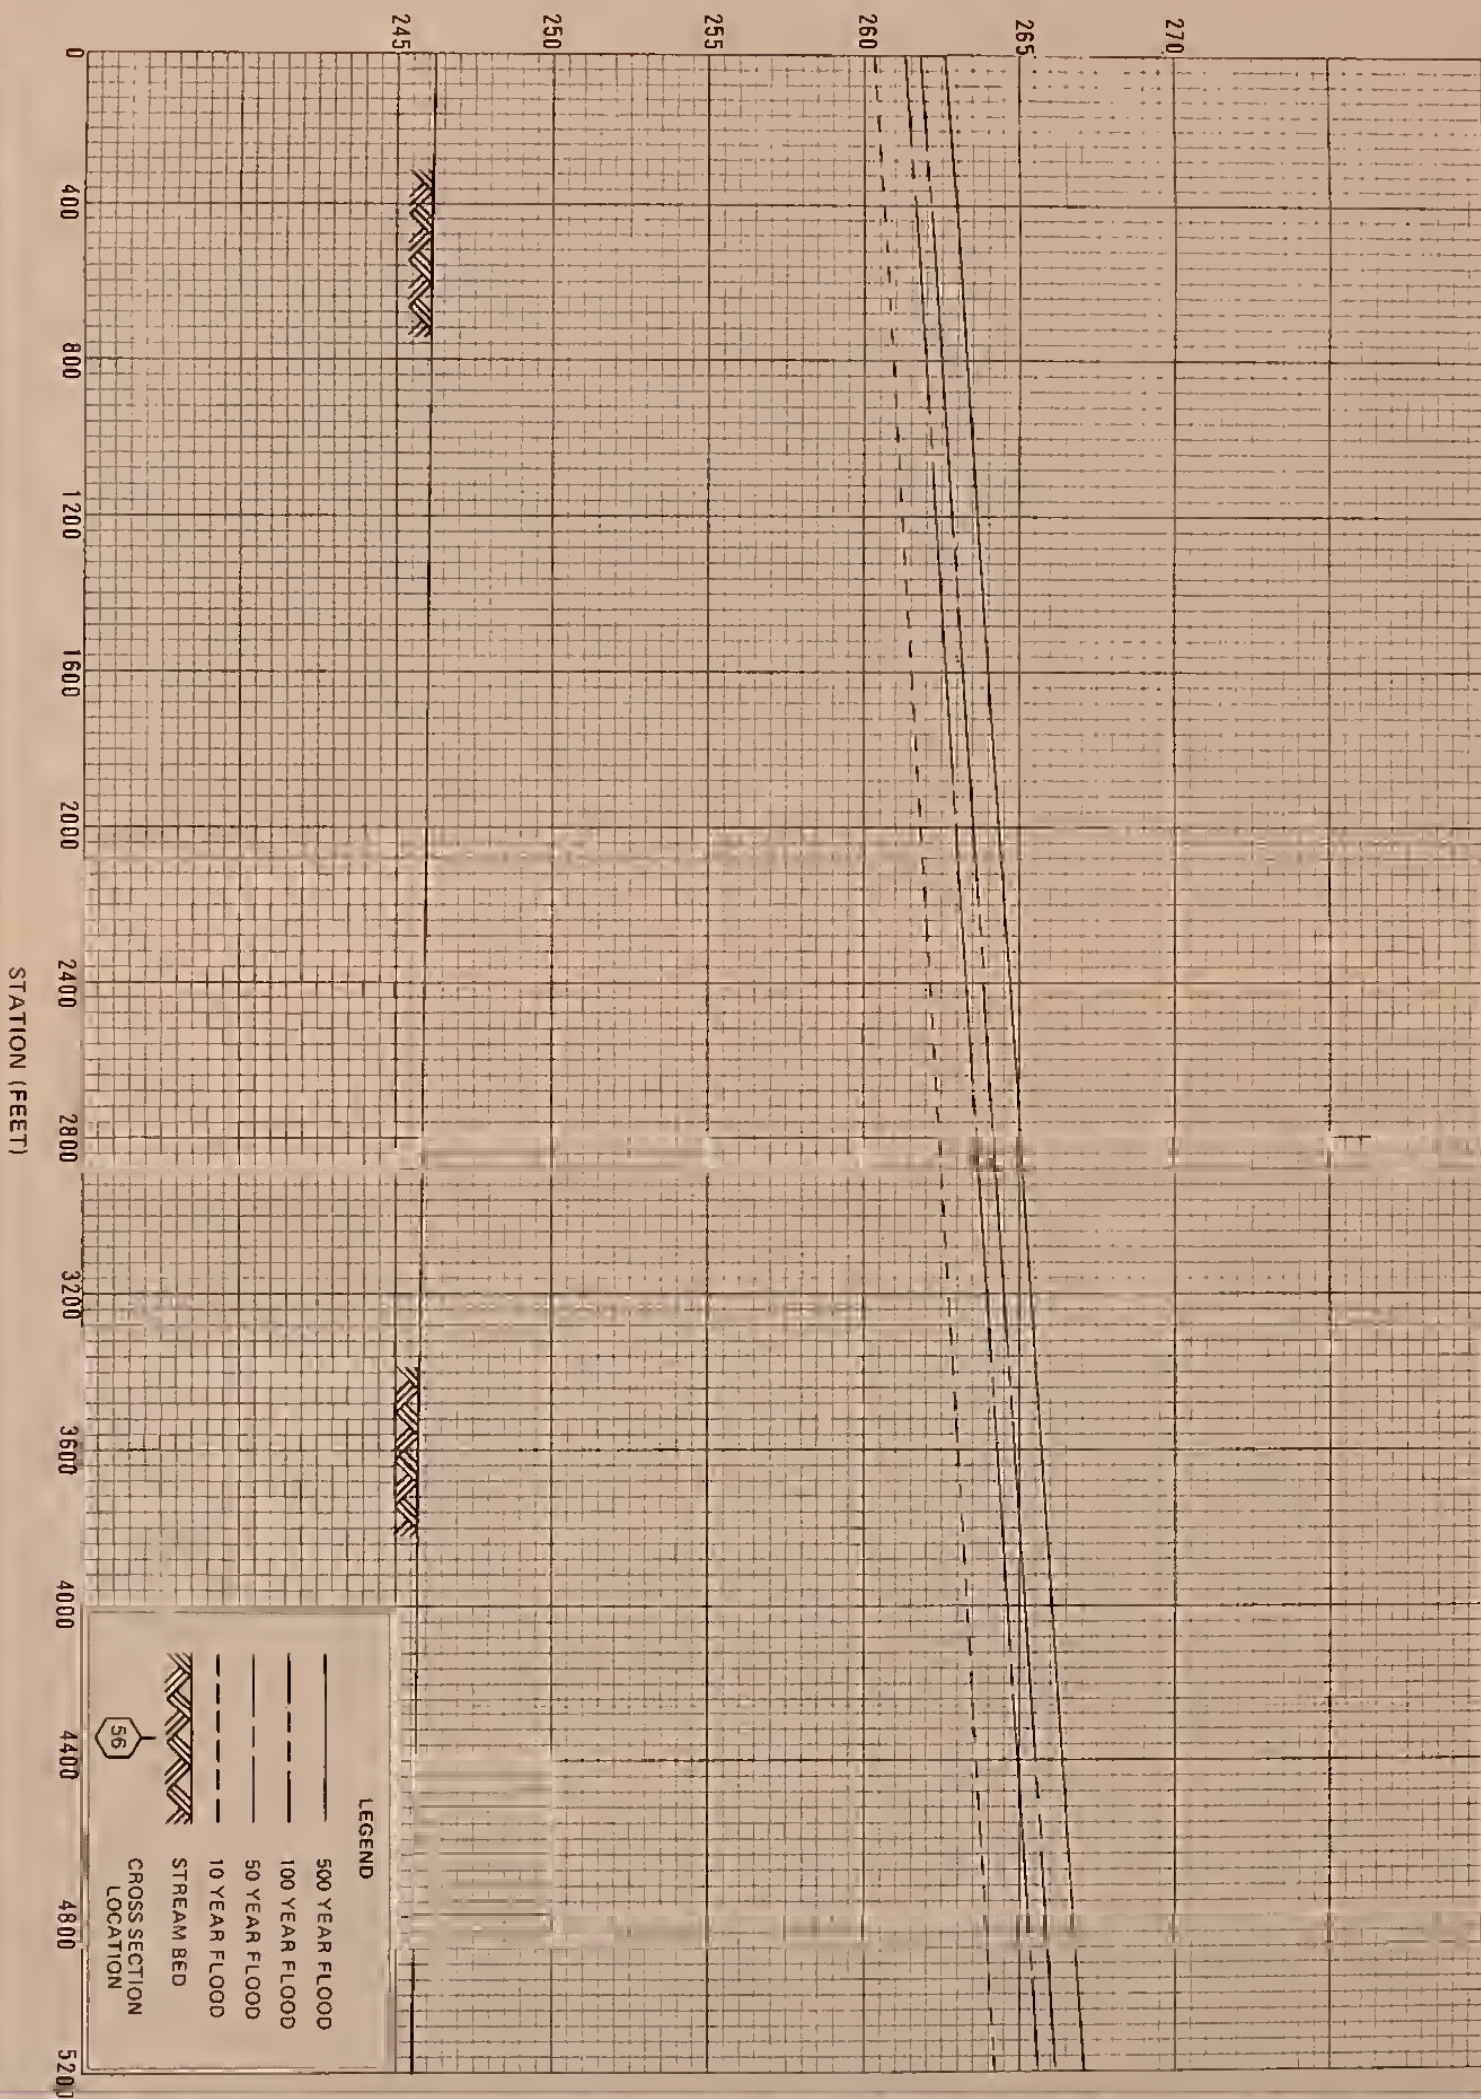 245
250
255
260
265
270
0
400
800
1200
1600
2000
2400
2800
3200
3600
4000
4400
4800
5200
STATION (FEET)
LEGEND
500 YEAR FLOOD
100 YEAR FLOOD
50 YEAR FLOOD
10 YEAR FLOOD
STREAM BED
56
CROSS SECTION
LOCATION